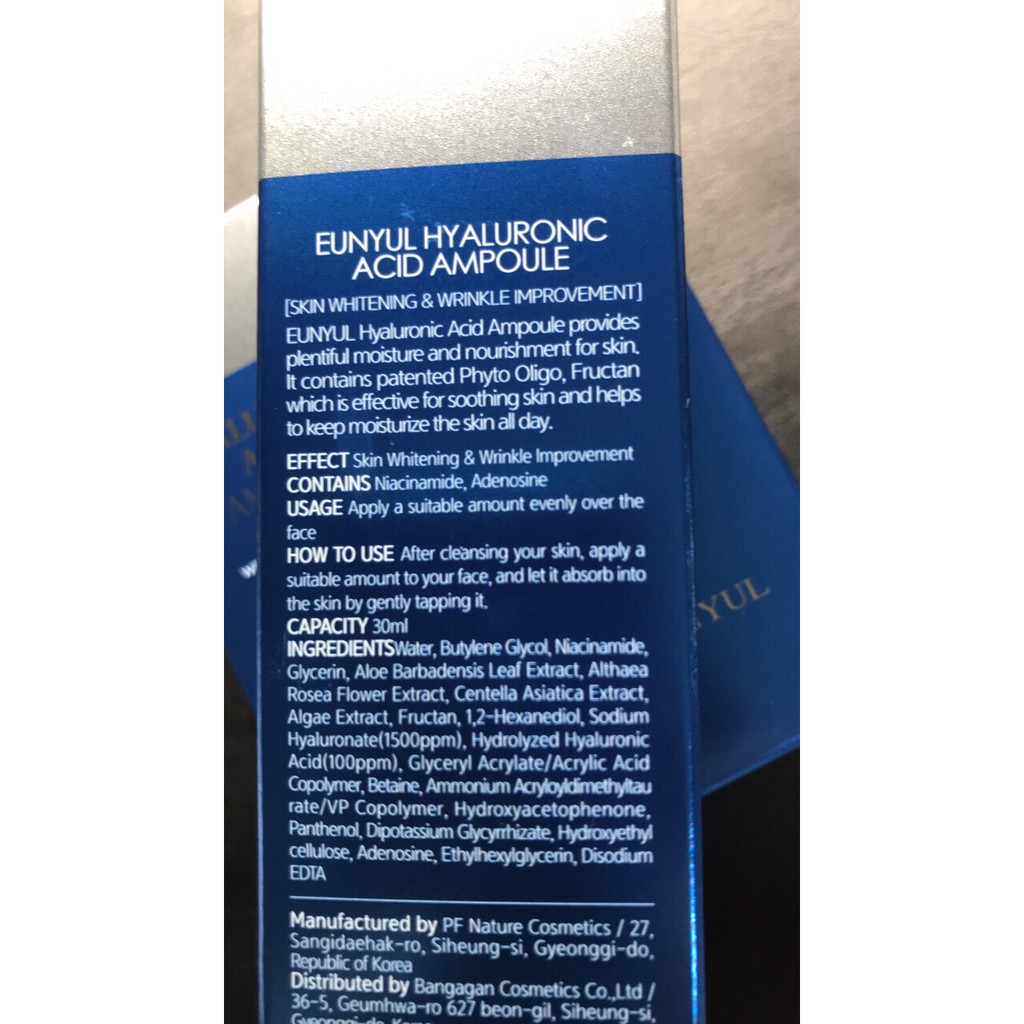 EUNYUL HYALURONIC
ACID AMPOULE
[SKIN WHITENING & WRINKLE IMPROVEMENT]
EUNYUL Hyaluronic Acid Ampoule provides
plentiful moisture and nourishment for skin.
It contains patented Phyto Oligo, Fructan
which is effective for soothing skin and helps
to keep moisturize the skin all day.
EFFECT Skin Whitening & Wrinkle Improvement
CONTAINS Niacinamide, Adenosine
USAGE Apply a suitable amount evenly over the
face
HOW TO USE After cleansing your skin, apply a
suitable amount to your face, and let it absorb into
the skin by gently tapping it.
CAPACITY 30ml
INGREDIENTSWater, Butylene Glycol, Niacinamide,
Glycerin, Aloe Barbadensis Leaf Extract, Althaea
Rosea Flower Extract, Centella Asiatica Extract,
Algae Extract, Fructan, 1,2-Hexanediol, Sodium
Hyaluronate(1500ppm), Hydrolyzed Hyaluronic
Acid(100ppm), Glyceryl Acrylate/Acrylic Acid
Copolymer, Betaine, Ammonium Acryloyldimethyltau
rate/VP Copolymer, Hydroxyacetophenone,
Panthenol, Dipotassium Glycyrrhizate, Hydroxyethyl
cellulose, Adenosine, Ethylhexylglycerin, Disodium
EDTA
Manufactured by PF Nature Cosmetics / 27,
Sangidaehak-ro, Siheung-si, Gyeonggi-do,
Republic of Korea
Distributed by Bangagan Cosmetics Co.,Ltd /
36-5, Geumhwa-ro 627 beon-gil, Siheung-si,
Gyeonggi-do, Korea
NYUL